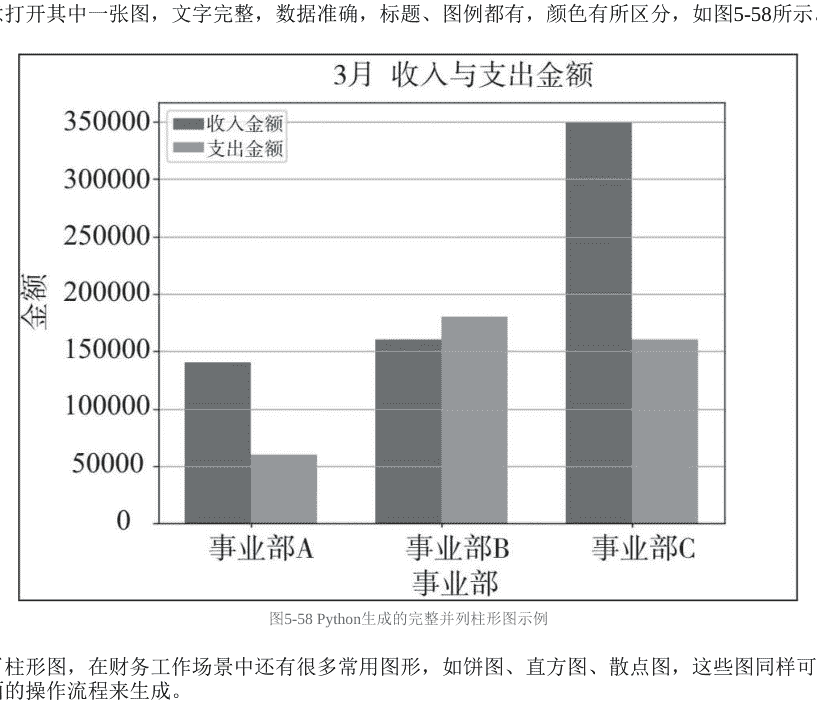 打开其中一张图，文字完整，数据准确，标题、图例都有，颜色有所区分，如图5-58所示
3月 收入与支出金额
收入金额
支出金额
350000
300000
250000
200000
150000
100000
50000
0
金额
事业部A 事业部B 事业部C
事业部
图5-58 Python生成的完整并列柱形图示例
柱形图，在财务工作场景中还有很多常用图形，如饼图、直方图、散点图，这些图同样可
的操作流程来生成。